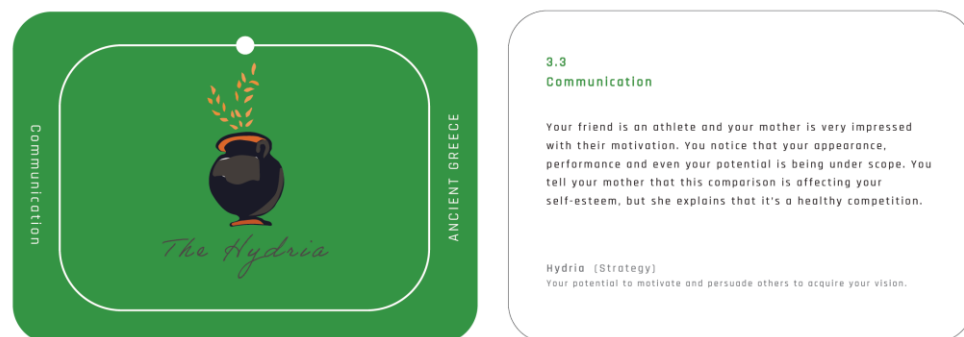 Communication
The Hydria
ANCIENT GREECE
3.3
Communication
Your friend is an athlete and your mother is very impressed
with their motivation. You notice that your appearance,
performance and even your potential is being under scope. You
tell your mother that this comparison is affecting your
self-esteem, but she explains that it's a healthy competition.
Hydria (Strategy)
Your potential to motivate and persuade others to acquire your vision.